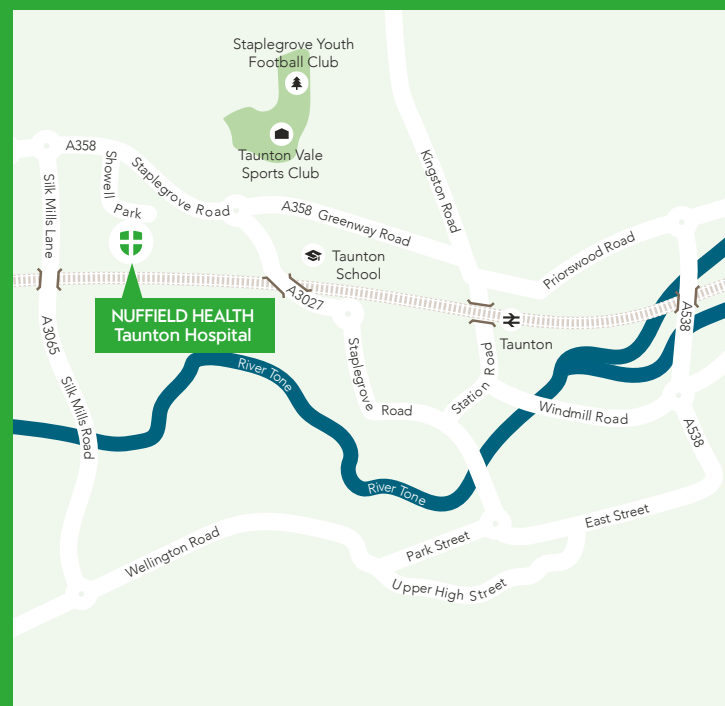 Staplegrove Youth
Football Club
Taunton Vale
Sports Club
A358
Showell
Park
Staplegrove Road
Silk Mills Lane
Kingston Road
A358 Greenway Road
Taunton
School
Priorswood Road
A3027
NUFFIELD HEALTH
Taunton Hospital
A3065
A538
Taunton
Station Road
River Tone
Staplegrove
Road
Silk Mills Road
Windmill Road
A538
River Tone
East Street
Park Street
Wellington Road
Upper High Street